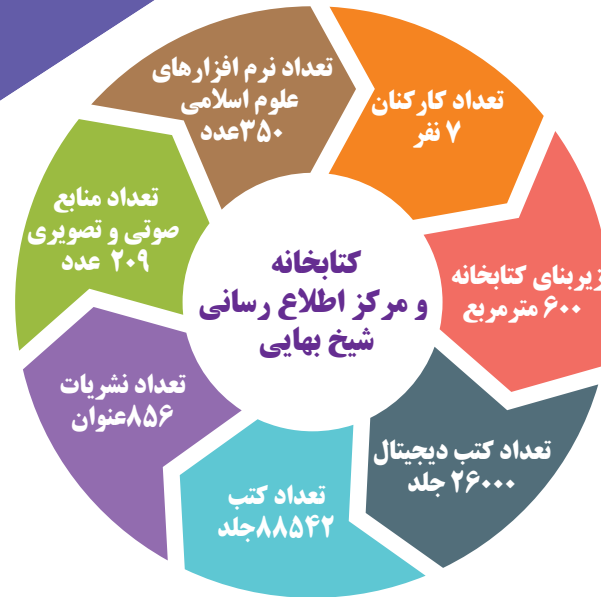 کتابخانه
و مرکز اطلاع رسانی
شیخ بهایی
تعداد کارکنان
۷ نفر
زیربنای کتابخانه
۶۰۰ مترمربع
تعداد کتب دیجیتال
۲۶۰۰۰ جلد
تعداد کتب
۸۸۵۴۲جلد
تعداد نشریات
۸۵۶عنوان
تعداد منابع
صوتی و تصویری
۲۰۹ عدد
تعداد نرم افزارهای
علوم اسلامی
۳۵۰عدد